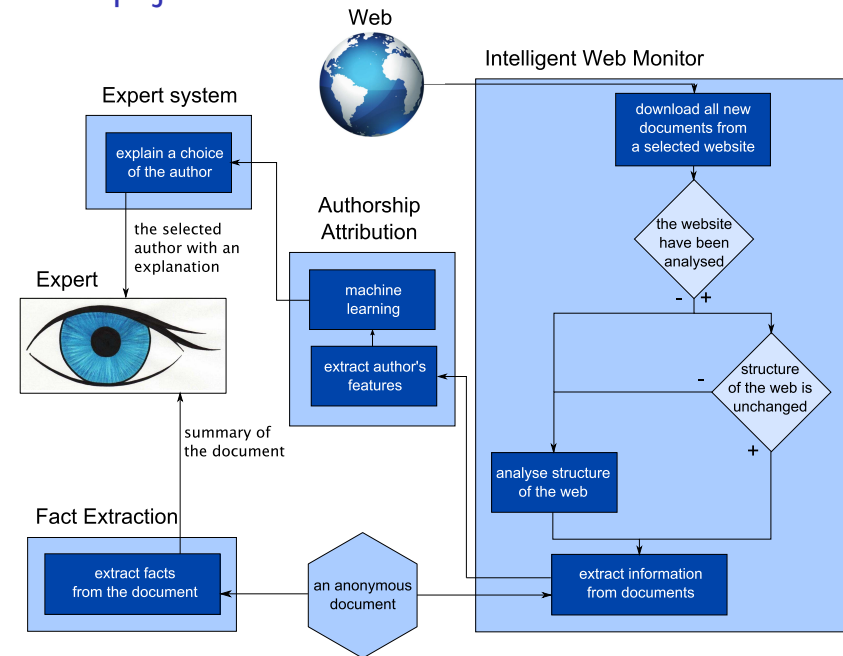 Web
Intelligent Web Monitor
download all new
documents from
a selected website
the website
have been
analysed
-
+
structure
of the web is
unchanged
-
+
analyse structure
of the web
extract information
from documents
Expert system
explain a choice
of the author
the selected
author with an
explanation
Authorship
Attribution
machine
learning
extract author's
features
Expert
summary of
the document
Fact Extraction
extract facts
from the document
an anonymous
document